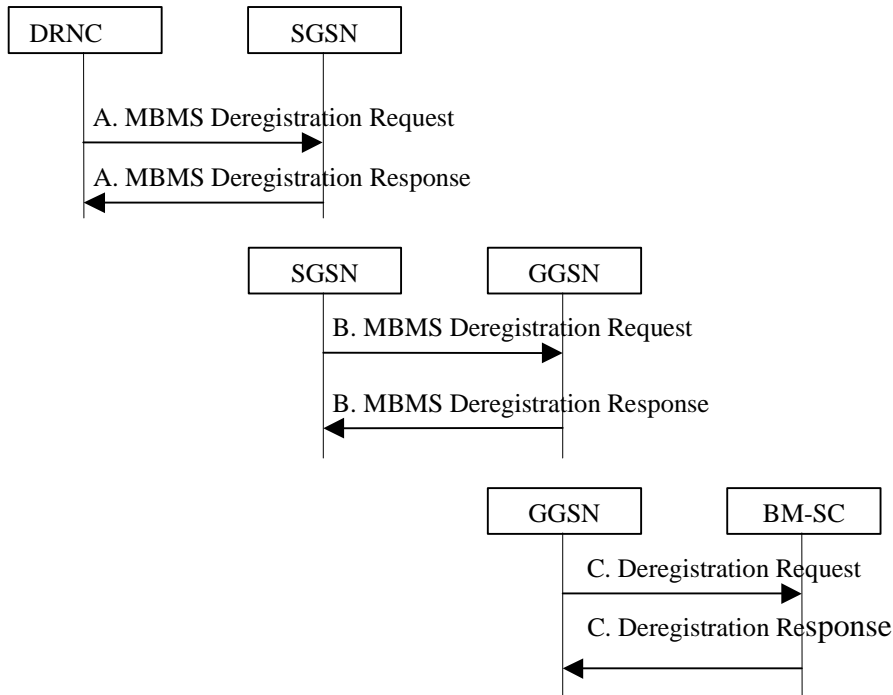 DRNC SGSN
A. MBMS Deregistration Request
A. MBMS Deregistration Response
SGSN GGSN
B. MBMS Deregistration Request
B. MBMS Deregistration Response
GGSN BM-SC
C. Deregistration Request
C. Deregistration Response